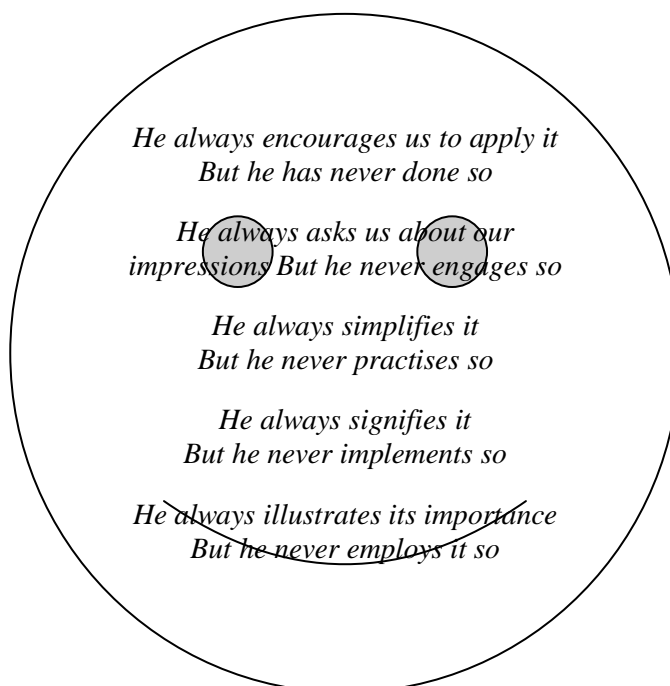 He always encourages us to apply it
But he has never done so
He always asks us about our
impressions But he never engages so
He always simplifies it
But he never practises so
He always signifies it
But he never implements so
He always illustrates its importance
But he never employs it so